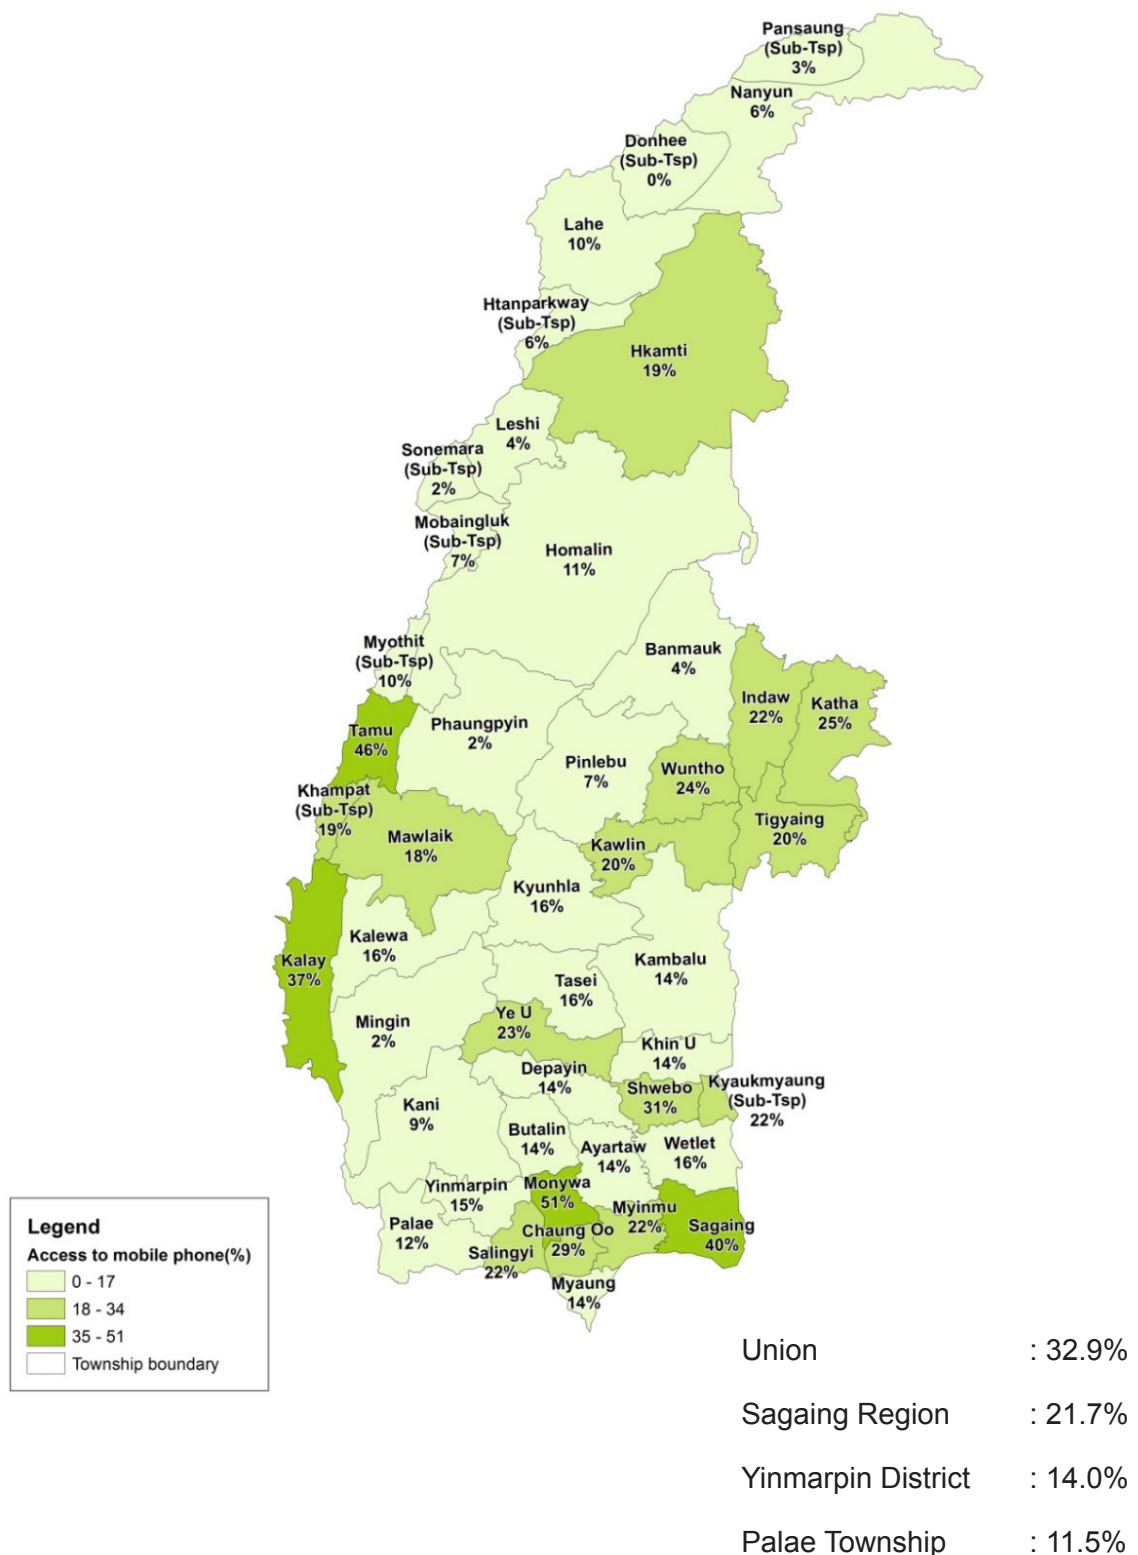 Pansaung
(Sub-Tsp)
3%
Nanyun
6%
Donhee
(Sub-Tsp)
0%
Lahe
10%
Htanparkway
(Sub-Tsp)
6%
Hkamti
19%
Leshi
4%
Sonemara
(Sub-Tsp)
2%
Mobaingluk
(Sub-Tsp)
7%
Homalin
11%
Myothit
(Sub-Tsp)
10%
Banmauk
4%
Indaw
22%
Katha
25%
Tamu
46%
Phaungpyin
2%
Pinlebu
7%
Wuntho
24%
Khampat
(Sub-Tsp)
19%
Mawlaik
18%
Kawlin
20%
Tigyaing
20%
Kyunhla
16%
Kalewa
16%
Kalay
37%
Kambalu
14%
Tasei
16%
Mingin
2%
Ye U
23%
Khin U
14%
Depayin
14%
Shwebo
31%
Kyaukmyaung
(Sub-Tsp)
22%
Kani
9%
Butalin
14%
Ayartaw
14%
Wetlet
16%
Yinmarpin
15%
Monywa
51%
Palae
12%
Salingyi
22%
Chaung Oo
29%
Myinmu
22%
Sagaing
40%
Myaung
14%
Legend
Access to mobile phone(%)
0 - 17
18 - 34
35 - 51
Township boundary
Union : 32.9%
Sagaing Region : 21.7%
Yinmarpin District : 14.0%
Palae Township : 11.5%